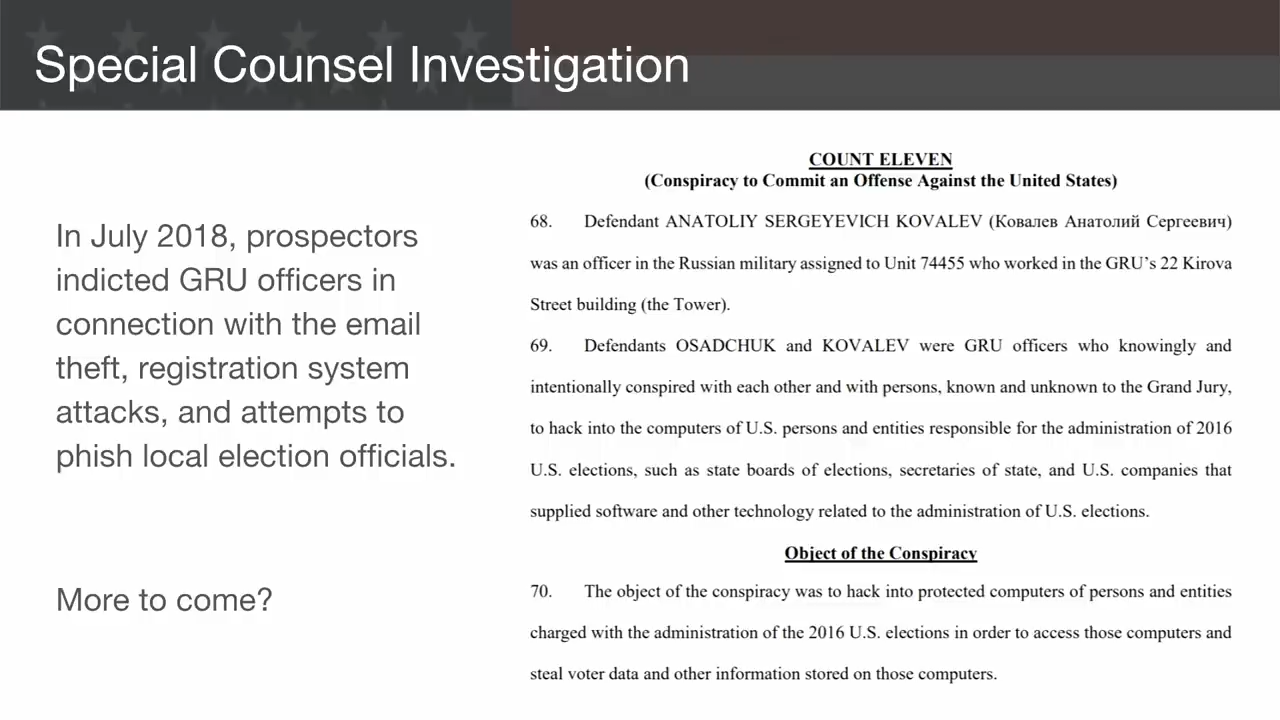 Special Counsel Investigation
In July 2018, prospectors
indicted GRU officers in
connection with the email
theft, registration system
attacks, and attempts to
phish local election officials.
More to come?
COUNT ELEVEN
(Conspiracy to Commit an Offense Against the United States)
68. Defendant ANATOLIY SERGEYEVICH KOVALEV (Ковалев Анатолий Сергеевич)
was an officer in the Russian military assigned to Unit 74455 who worked in the GRU's 22 Kirova
Street building (the Tower).
69. Defendants OSADCHUK and KOVALEV were GRU officers who knowingly and
intentionally conspired with each other and with persons, known and unknown to the Grand Jury,
to hack into the computers of U.S. persons and entities responsible for the administration of 2016
U.S. elections, such as state boards of elections, secretaries of state, and U.S. companies that
supplied software and other technology related to the administration of U.S. elections.
Object of the Conspiracy
70. The object of the conspiracy was to hack into protected computers of persons and entities
charged with the administration of the 2016 U.S. elections in order to access those computers and
steal voter data and other information stored on those computers.